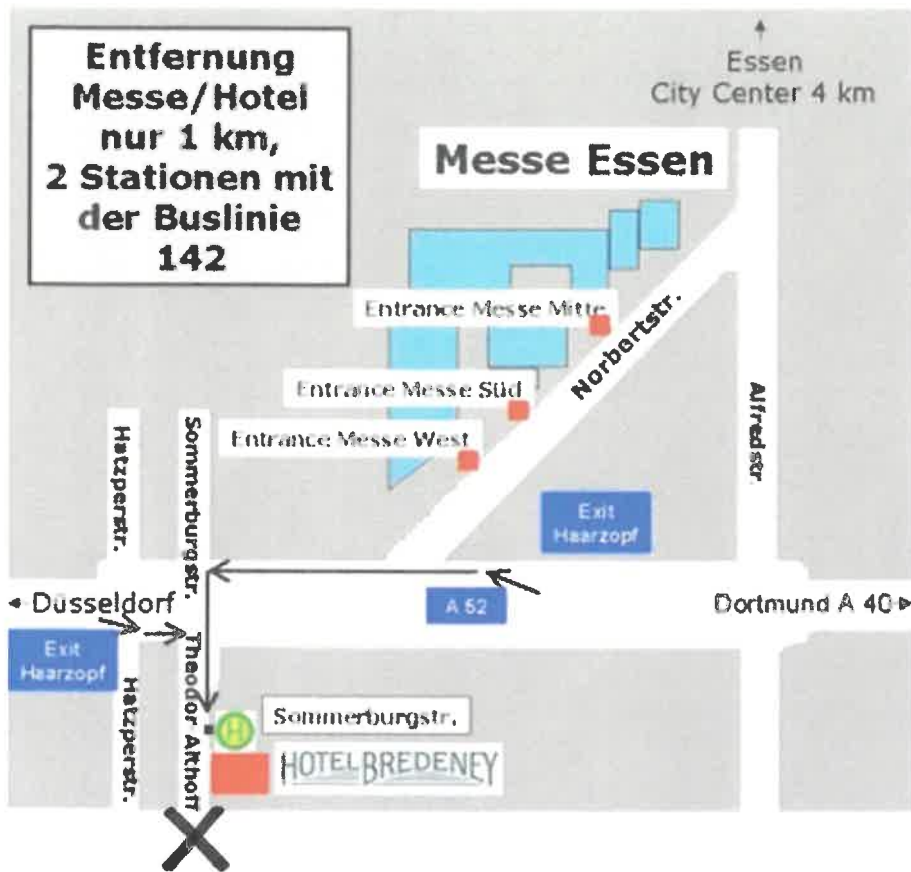 Entfernung
Messe/Hotel
nur 1 km,
2 Stationen mit
der Buslinie
142
Essen
City Center 4 km
Messe Essen
Entrance Messe Mitte
Norbertstr.
Entrance Messe Süd
Alfredstr.
Entrance Messe West
Hatzperstr.
Sommerburgstr.
Exit
Haarzopf
Düsseldorf
A 52
Dortmund A 40
Exit
Haarzopf
Hatzperstr.
Theodor Althoff
H
Sommerburgstr.
HOTEL BREDENEY